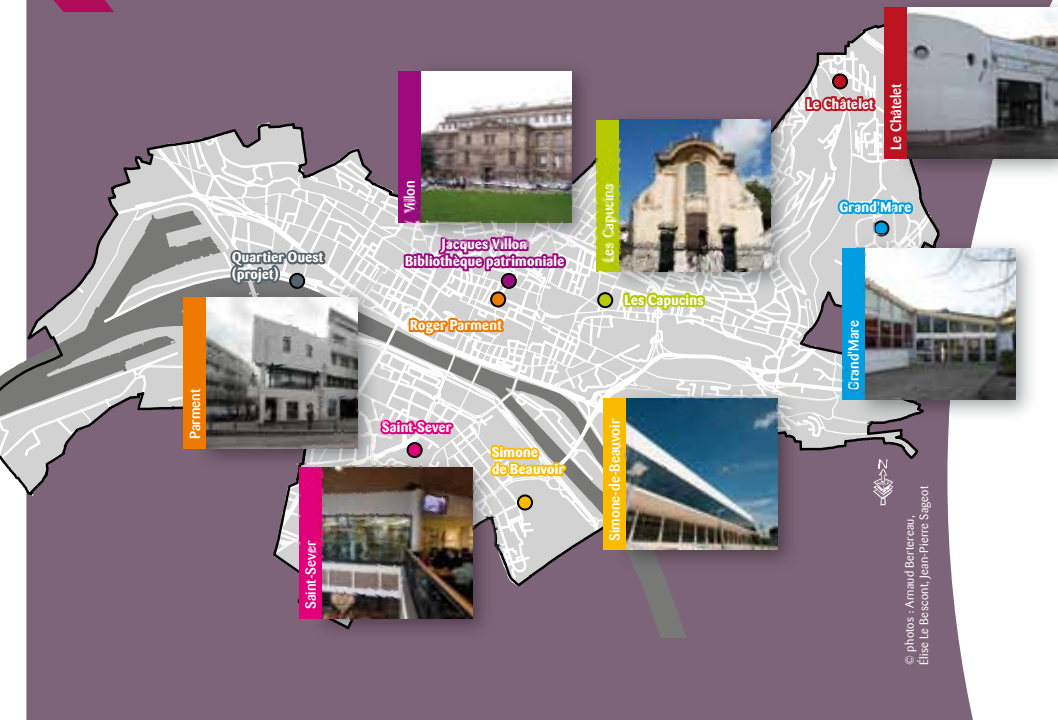 Le Châtelet
Le Châtelet
Villon
Les Capucins
Grand'Mare
Jacques Villon
Bibliothèque patrimoniale
Quartier Ouest
(projet)
Les Capucins
Roger Parment
Grand'Mare
Parment
Saint-Sever
Simone
de Beauvoir
Simone-de-Beauvoir
Saint-Sever
N
© photos : Arnaud Bertereau,
Élise Le Bescont, Jean-Pierre Sageot